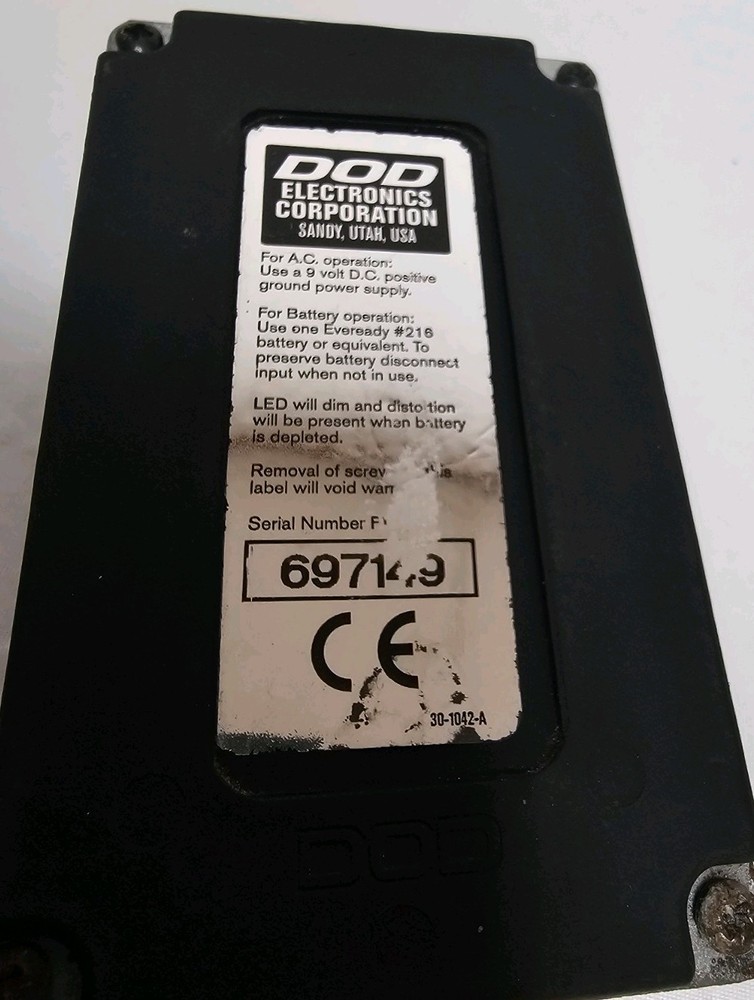 DOD
ELECTRONICS
CORPORATION
SANDY, UTAH, USA
For A.C. operation:
Use a 9 volt D.C. positive
ground power supply.
For Battery operation:
Use one Eveready #216
battery or equivalent. To
preserve battery disconnect
input when not in use.
LED will dim and distortion
will be present when battery
is depleted.
Removal of
label will void
Serial Number
697149
CE
30-1042-A
DOD